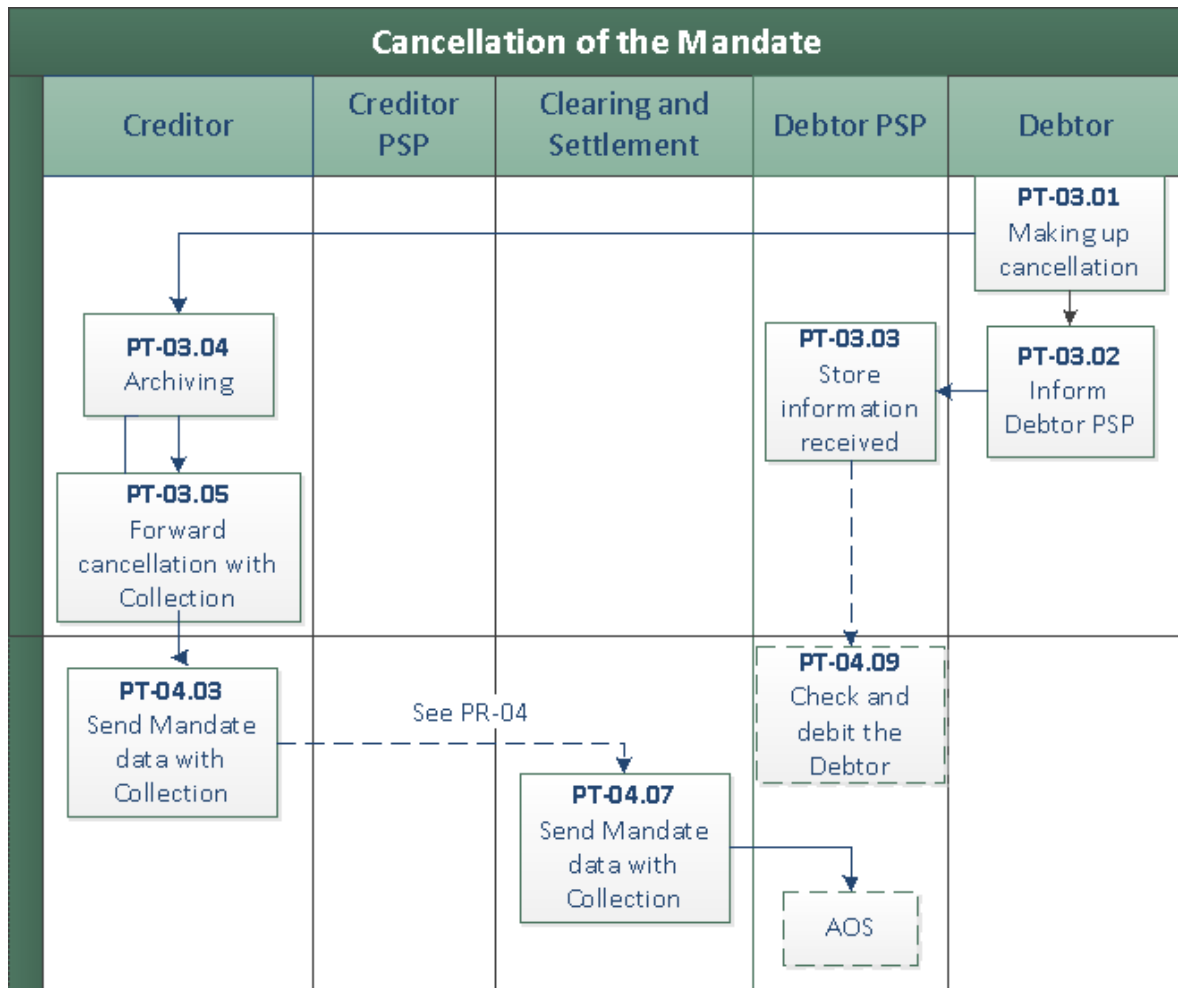 Cancellation of the Mandate
Creditor
Creditor
PSP
Clearing and
Settlement
Debtor PSP
Debtor
PT-03.01
Making up
cancellation
PT-03.04
Archiving
PT-03.03
Store
information
received
PT-03.02
Inform
Debtor PSP
PT-03.05
Forward
cancellation with
Collection
PT-04.03
Send Mandate
data with
Collection
See PR-04
PT-04.09
Check and
debit the
Debtor
PT-04.07
Send Mandate
data with
Collection
AOS